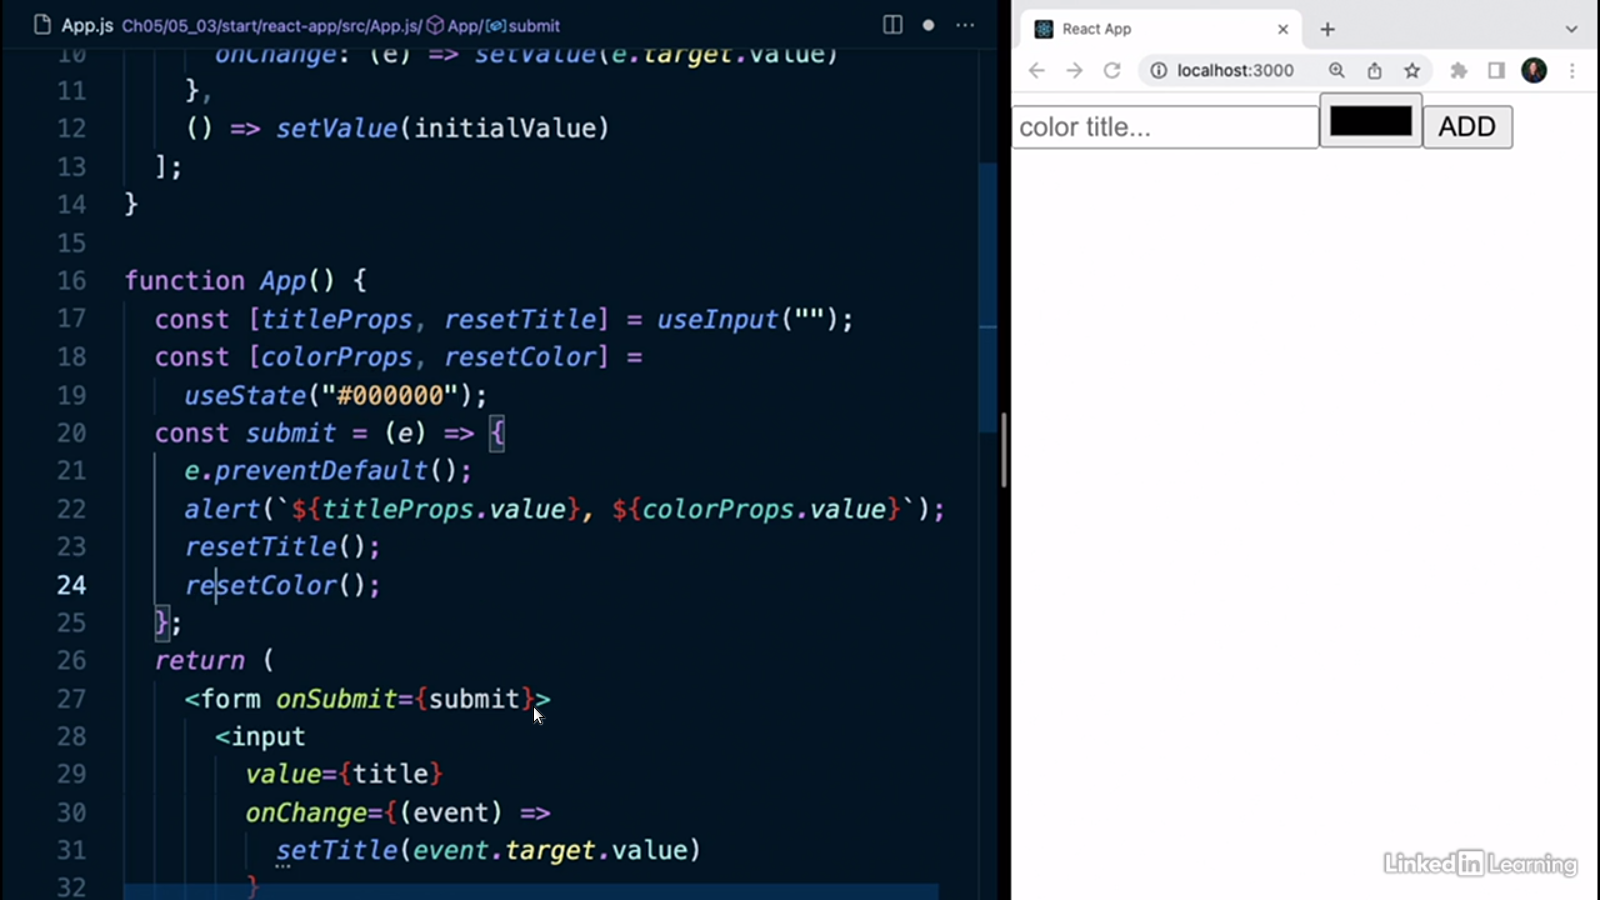 App.js Ch05/05_03/start/react-app/src/App.js/ App/ submit
10 onChange: (e) => setValue(e.target.value)
11 },
12 () => setValue(initialValue)
13 ];
14 }
15
16 function App() {
17 const [titleProps, resetTitle] = useInput("");
18 const [colorProps, resetColor] =
19 useState("#000000");
20 const submit = (e) => {
21 e.preventDefault();
22 alert(`${titleProps.value}, ${colorProps.value}`);
23 resetTitle();
24 resetColor();
25 };
26 return (
27 <form onSubmit={submit}>
28 <input
29 value={title}
30 onChange={(event) =>
31 setTitle(event.target.value)
32 }
React App
localhost:3000
color title...
ADD
Linked in Learning